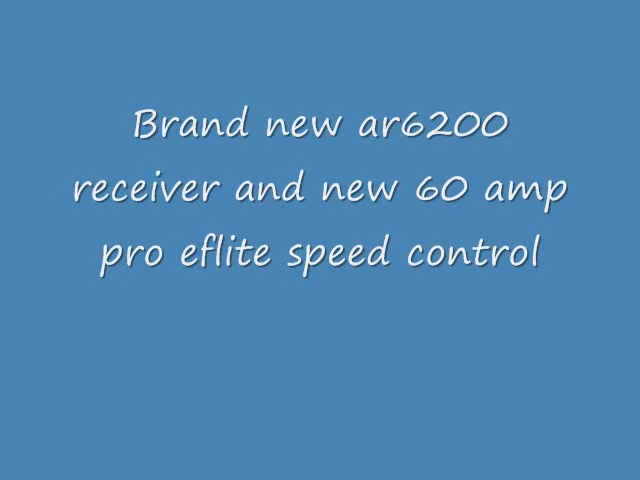 Brand new ar6200
receiver and new 60 amp
pro eflite speed control